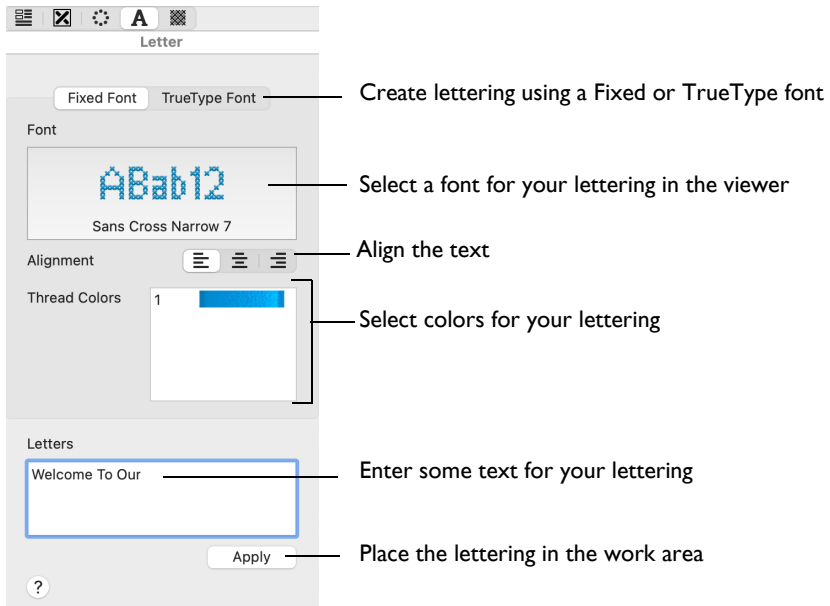 A
Letter
Fixed Font TrueType Font
Create lettering using a Fixed or TrueType font
Font
ABab12
Sans Cross Narrow 7
Select a font for your lettering in the viewer
Alignment
Align the text
Thread Colors
1
Select colors for your lettering
Letters
Welcome To Our
Enter some text for your lettering
Apply
Place the lettering in the work area
?